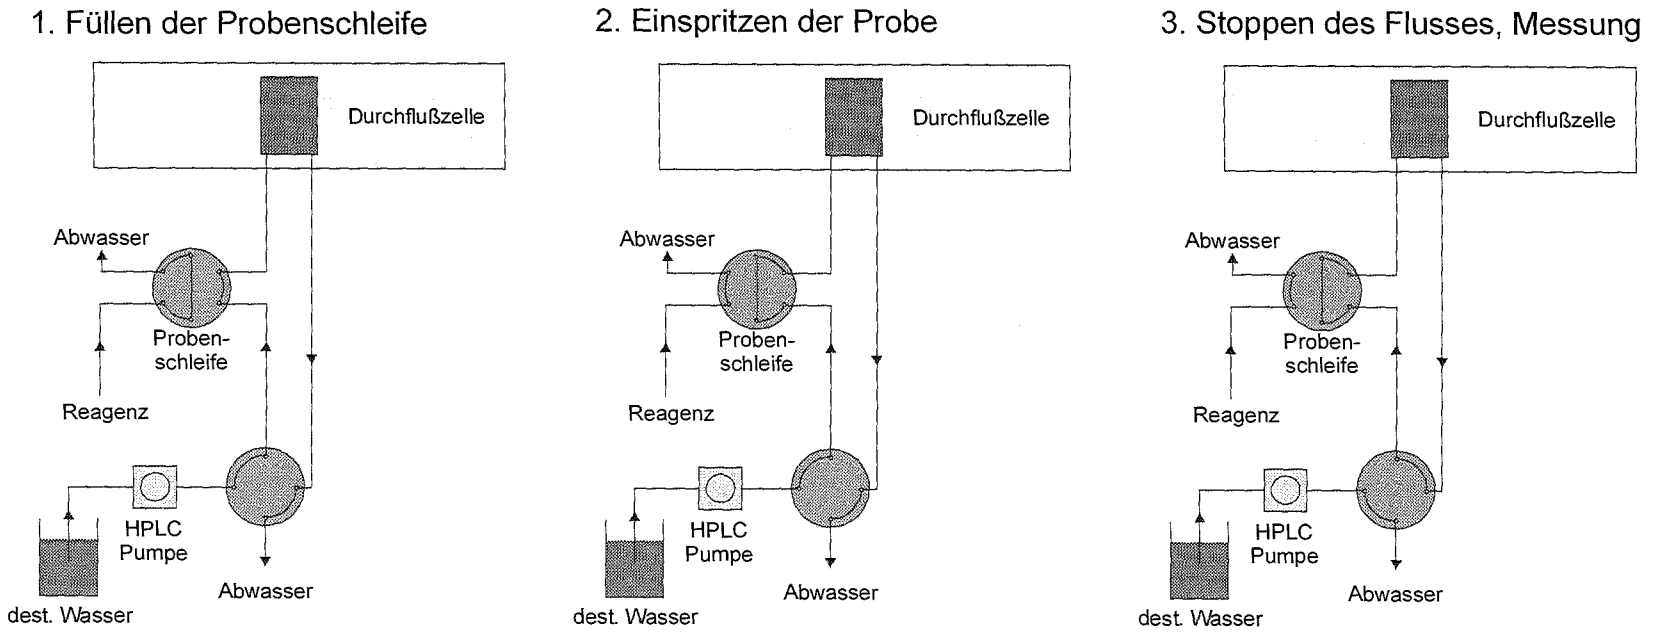 1. Füllen der Probenschleife
Durchflußzelle
Abwasser
Proben-
schleife
Reagenz
HPLC
Pumpe
Abwasser
dest. Wasser
2. Einspritzen der Probe
Durchflußzelle
Abwasser
Proben-
schleife
Reagenz
HPLC
Pumpe
Abwasser
dest. Wasser
3. Stoppen des Flusses, Messung
Durchflußzelle
Abwasser
Proben-
schleife
Reagenz
HPLC
Pumpe
Abwasser
dest. Wasser